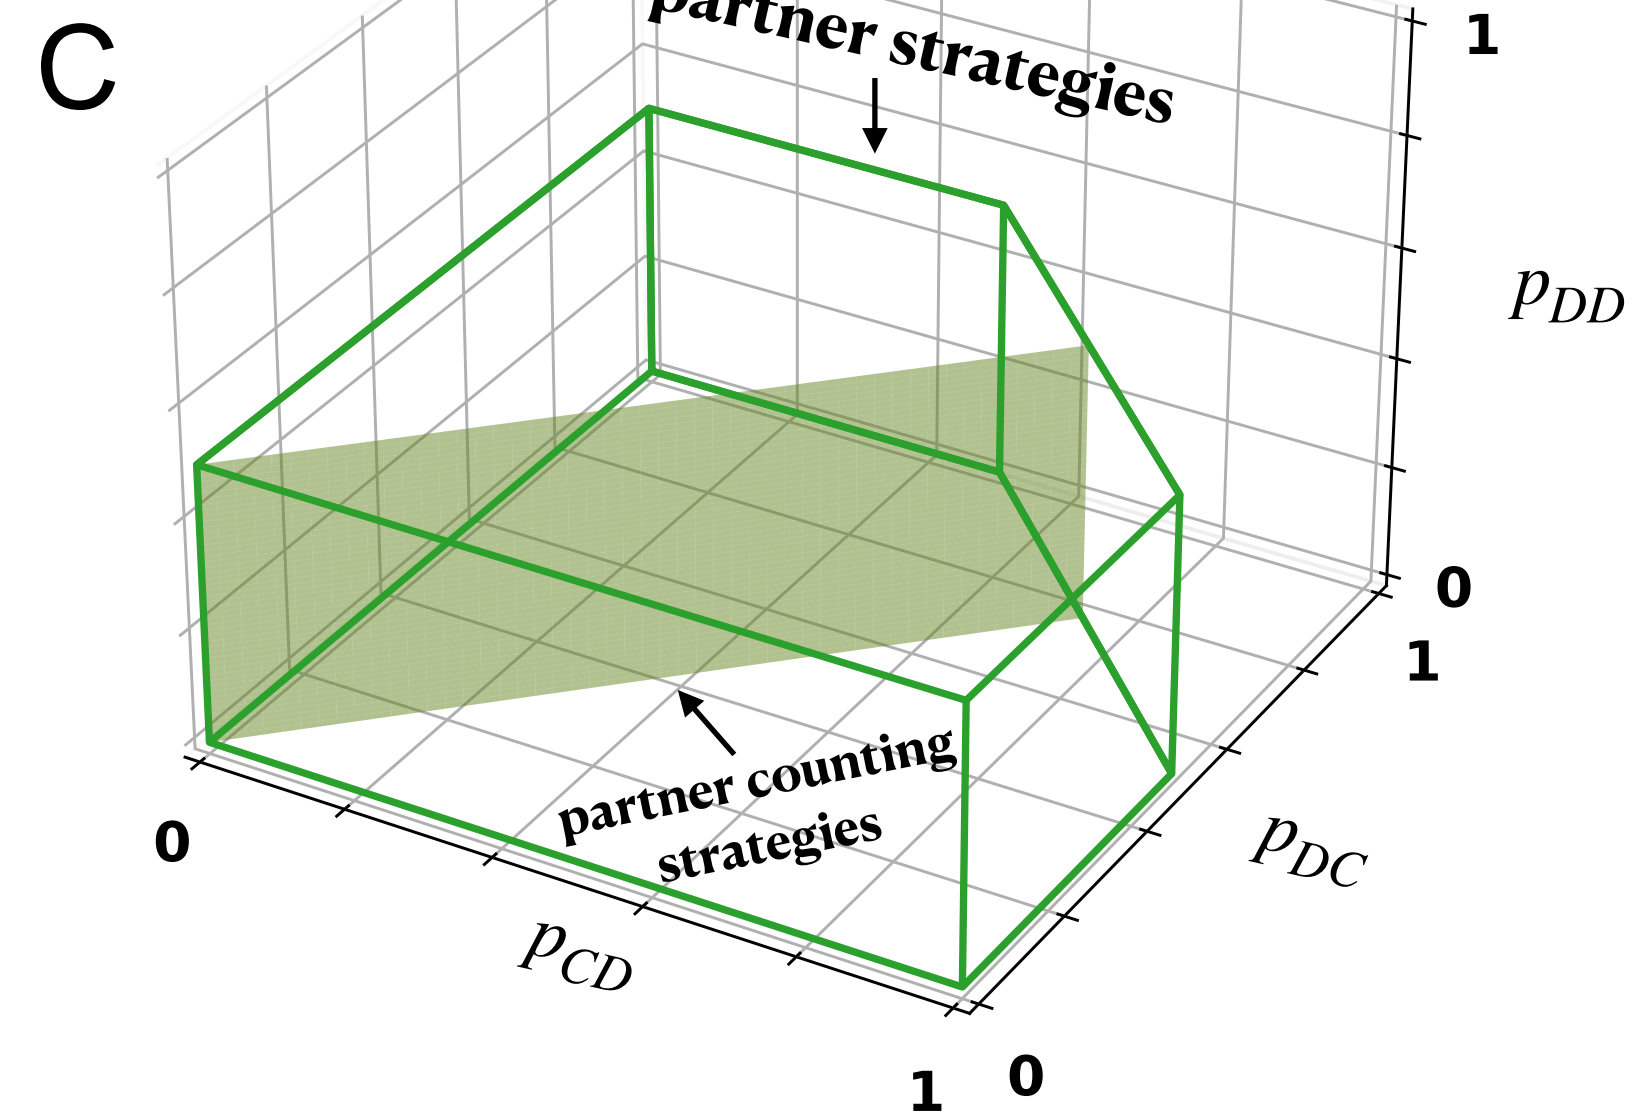 C
partner strategies
1
p_DD
0
1
partner counting
strategies
0
p_DC
p_CD
1 0